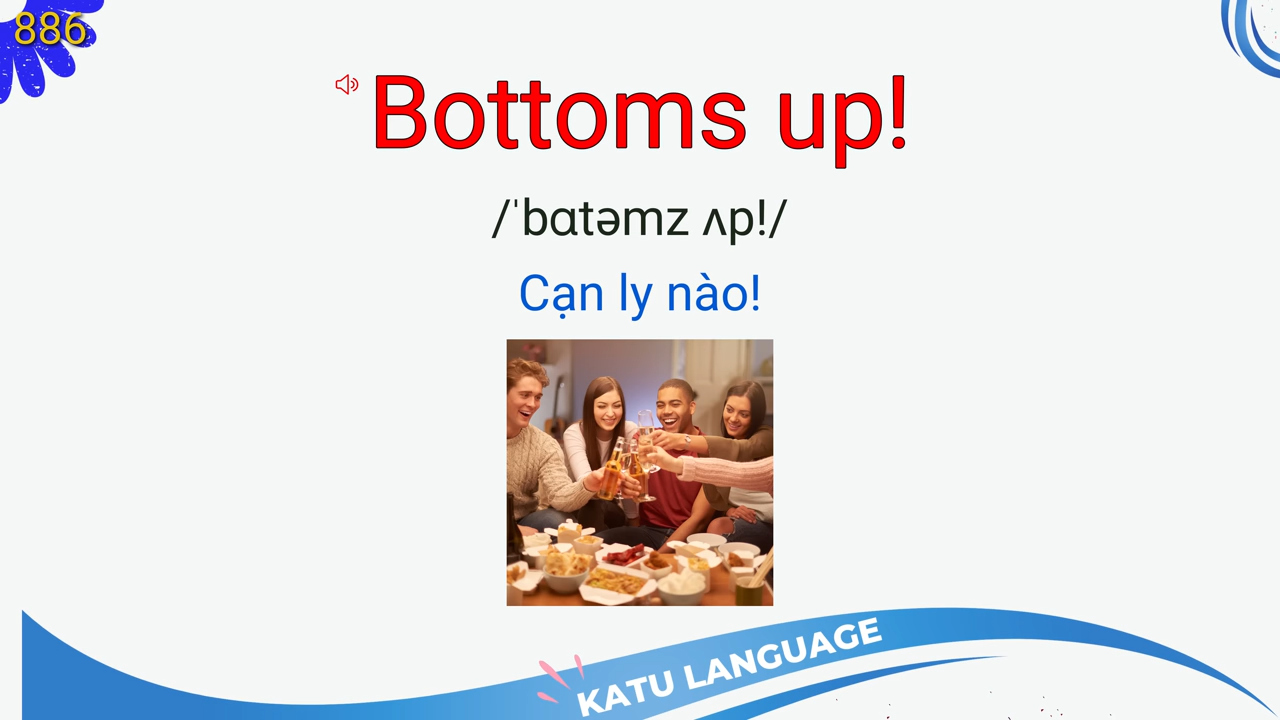 886
Bottoms up!
/ˈbɑtəmz ʌp!/
Cạn ly nào!
KATU LANGUAGE